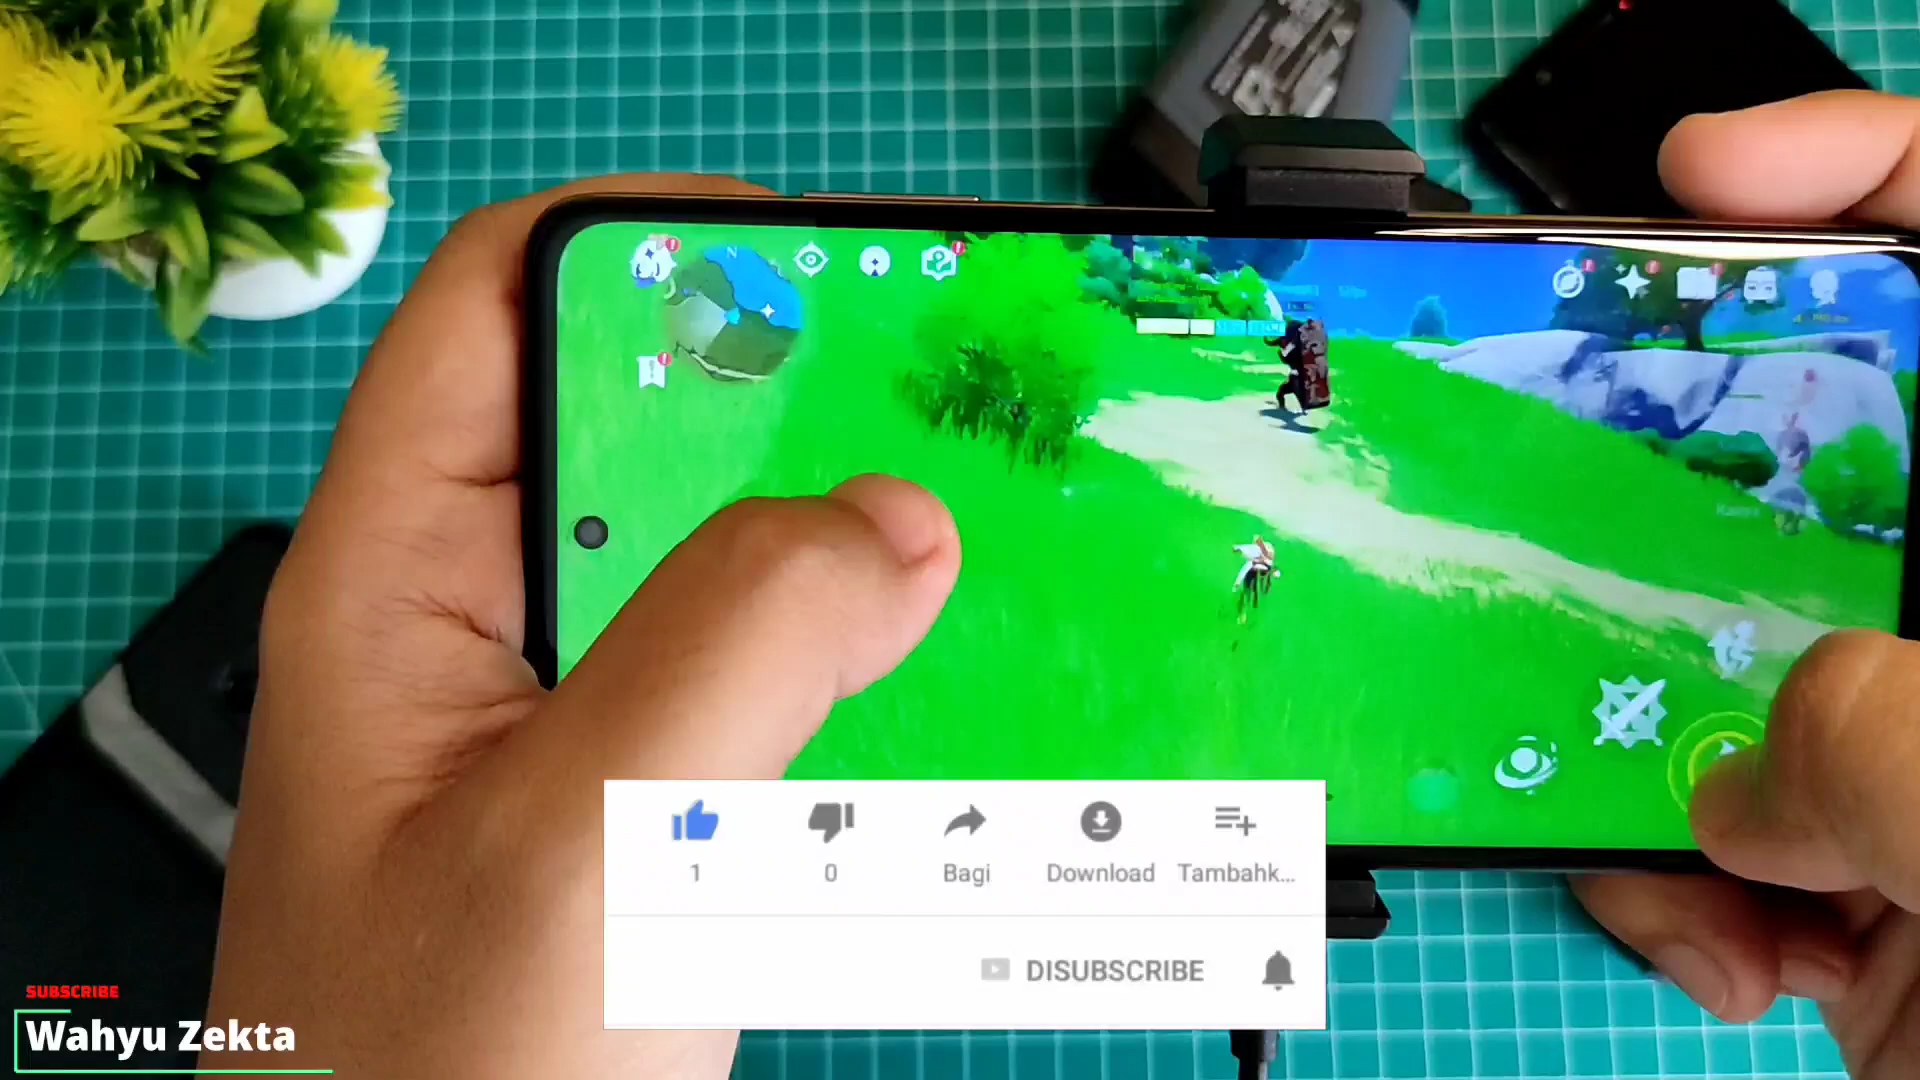 N
1
0
Bagi
Download
Tambahk...
DISUBSCRIBE
SUBSCRIBE
Wahyu Zekta